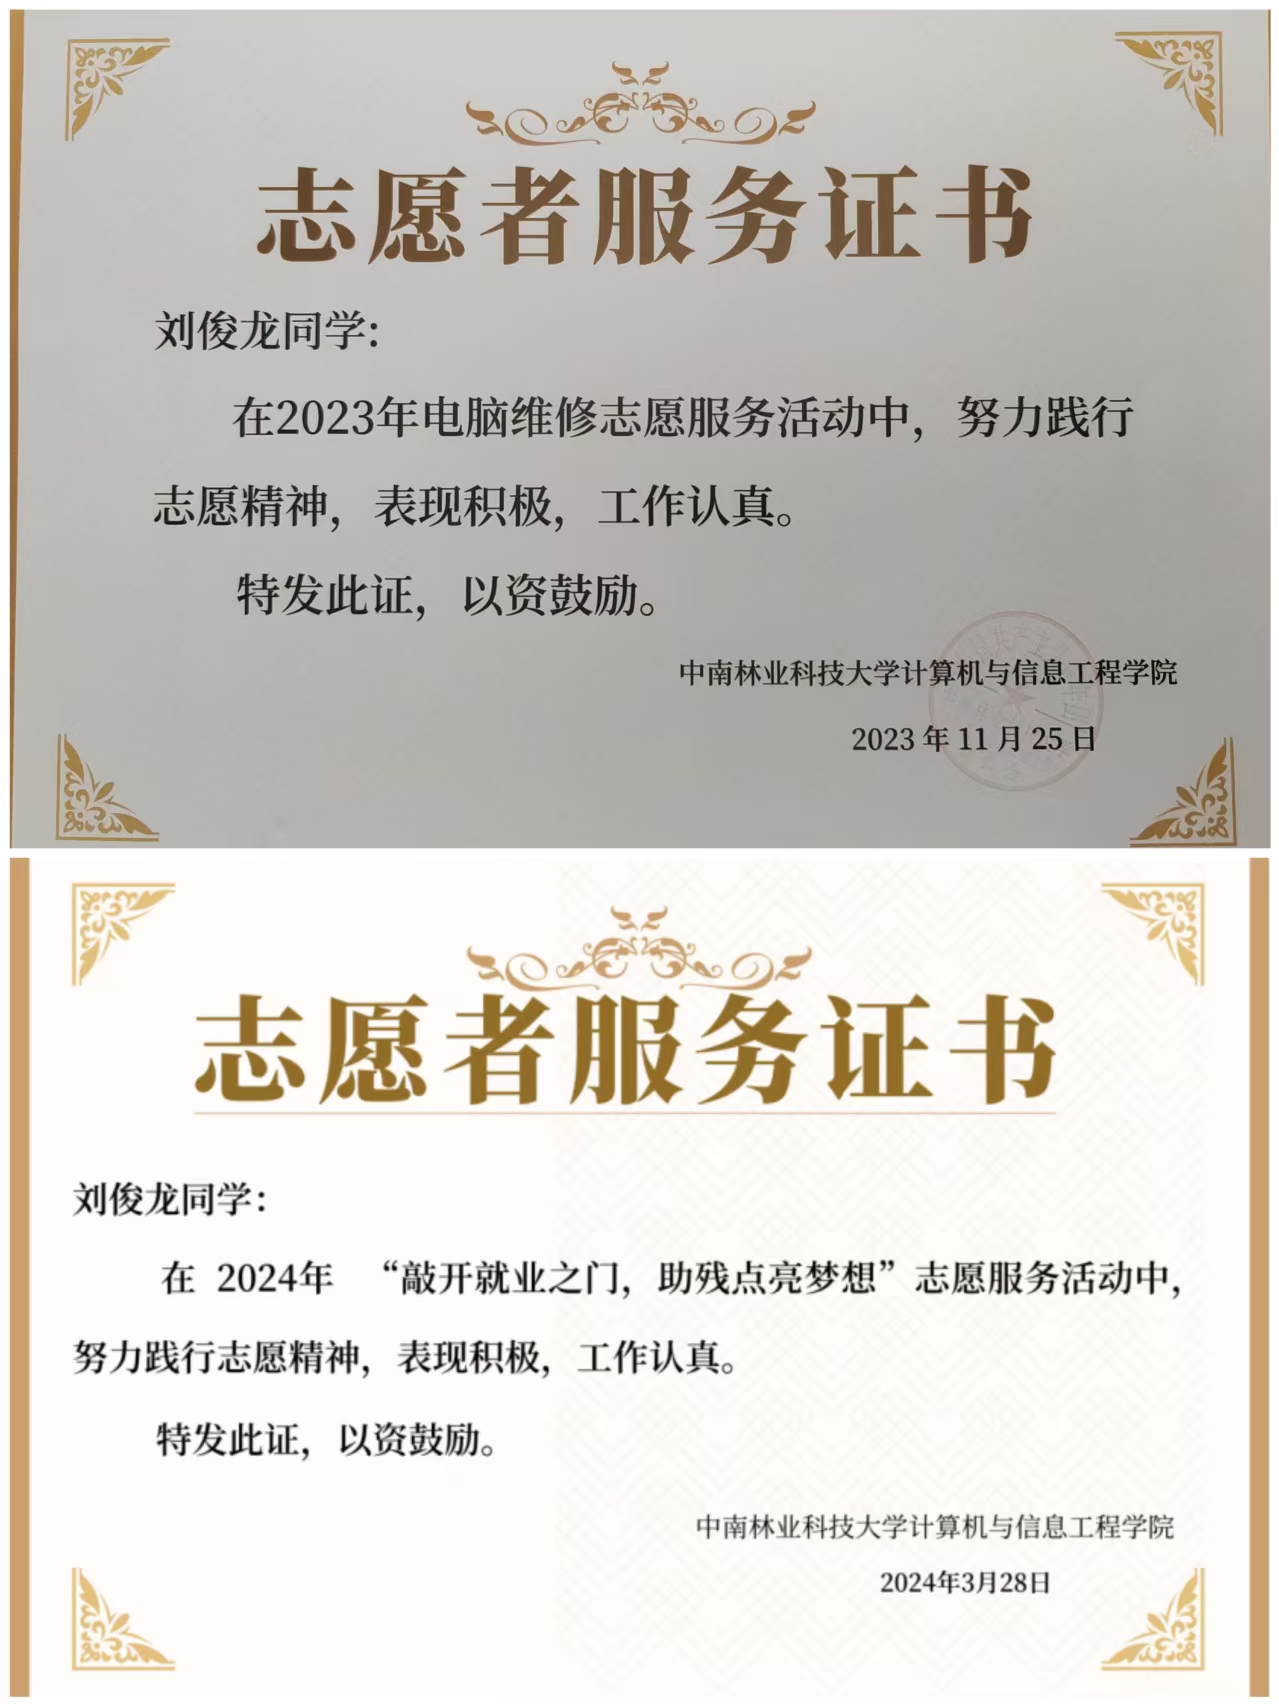 志愿者服务证书
刘俊龙同学:
在2023年电脑维修志愿服务活动中，努力践行
志愿精神，表现积极，工作认真。
特发此证，以资鼓励。
中南林业科技大学计算机与信息工程学院
2023 年 11 月 25 日
志愿者服务证书
刘俊龙同学:
在 2024年 “敲开就业之门，助残点亮梦想”志愿服务活动中，
努力践行志愿精神，表现积极，工作认真。
特发此证，以资鼓励。
中南林业科技大学计算机与信息工程学院
2024年3月28日